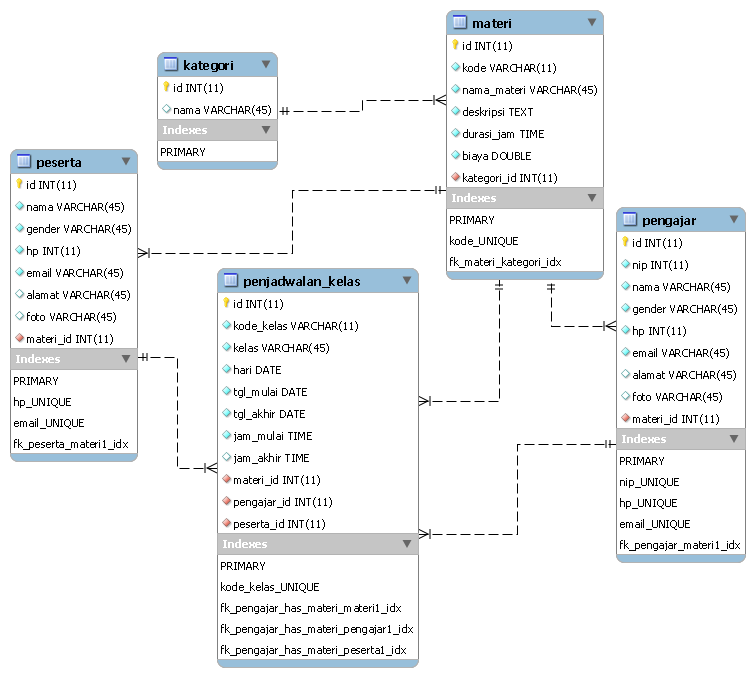 kategori
id INT(11)
nama VARCHAR(45)
Indexes
PRIMARY
materi
id INT(11)
kode VARCHAR(11)
nama_materi VARCHAR(45)
deskripsi TEXT
durasi_jam TIME
biaya DOUBLE
kategori_id INT(11)
Indexes
PRIMARY
kode_UNIQUE
fk_materi_kategori_idx
peserta
id INT(11)
nama VARCHAR(45)
gender VARCHAR(45)
hp INT(11)
email VARCHAR(45)
alamat VARCHAR(45)
foto VARCHAR(45)
materi_id INT(11)
Indexes
PRIMARY
hp_UNIQUE
email_UNIQUE
fk_peserta_materi1_idx
penjadwalan_kelas
id INT(11)
kode_kelas VARCHAR(11)
kelas VARCHAR(45)
hari DATE
tgl_mulai DATE
tgl_akhir DATE
jam_mulai TIME
jam_akhir TIME
materi_id INT(11)
pengajar_id INT(11)
peserta_id INT(11)
Indexes
PRIMARY
kode_kelas_UNIQUE
fk_pengajar_has_materi_materi1_idx
fk_pengajar_has_materi_pengajar1_idx
fk_pengajar_has_materi_peserta1_idx
pengajar
id INT(11)
nip INT(11)
nama VARCHAR(45)
gender VARCHAR(45)
hp INT(11)
email VARCHAR(45)
alamat VARCHAR(45)
foto VARCHAR(45)
materi_id INT(11)
Indexes
PRIMARY
nip_UNIQUE
hp_UNIQUE
email_UNIQUE
fk_pengajar_materi1_idx